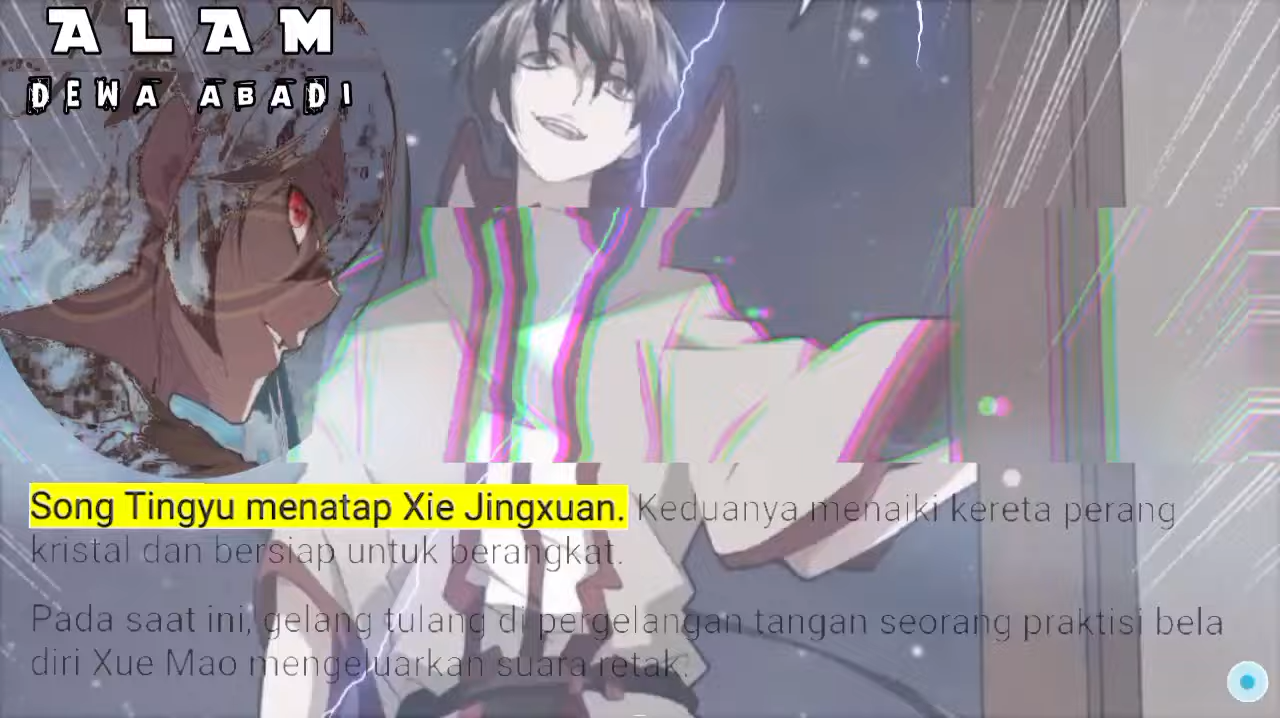 ALAM
DEWA ABADI
Song Tingyu menatap Xie Jingxuan. Keduanya menaiki kereta perang
kristal dan bersiap untuk berangkat.
Pada saat ini, gelang tulang di pergelangan tangan seorang praktisi bela
diri Xue Mao mengeluarkan suara retak.